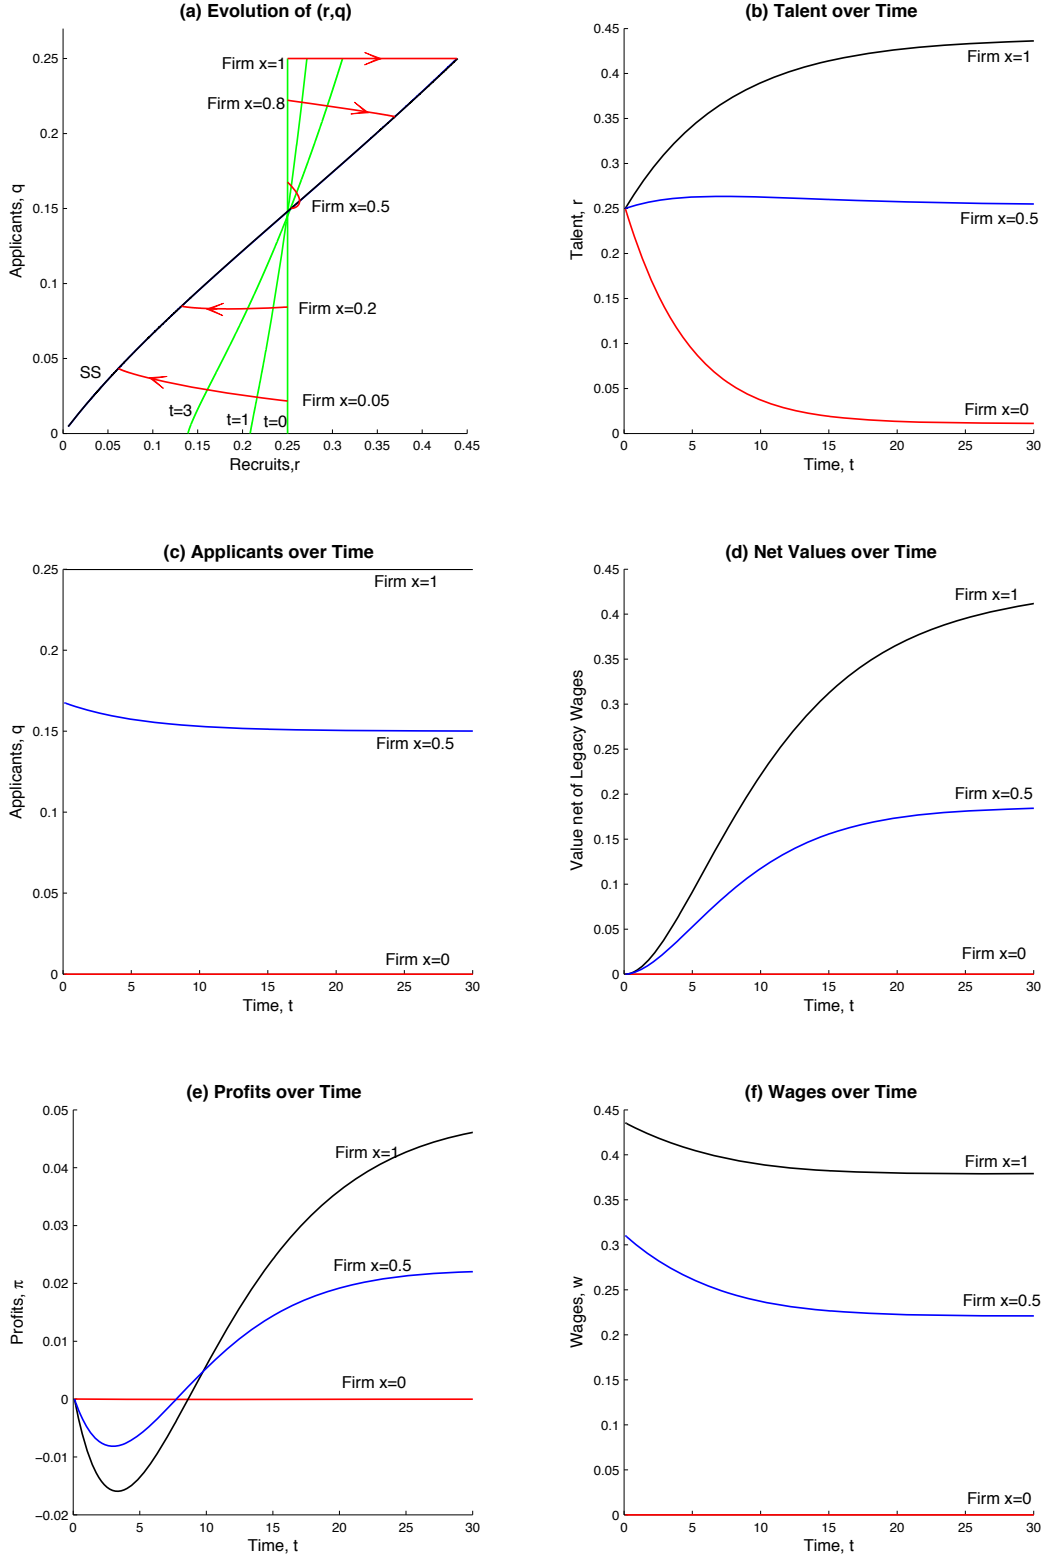 (a) Evolution of (r,q)
0.25
0.2
0.15
0.1
0.05
0
Applicants, q
Firm x=1
Firm x=0.8
Firm x=0.5
Firm x=0.2
Firm x=0.05
SS
t=3
t=1
t=0
0 0.05 0.1 0.15 0.2 0.25 0.3 0.35 0.4 0.45
Recruits,r
(b) Talent over Time
0.45
0.4
0.35
0.3
0.25
0.2
0.15
0.1
0.05
0
Talent, r
Firm x=1
Firm x=0.5
Firm x=0
0 5 10 15 20 25 30
Time, t
(c) Applicants over Time
0.25
0.2
0.15
0.1
0.05
0
Applicants, q
Firm x=1
Firm x=0.5
Firm x=0
0 5 10 15 20 25 30
Time, t
(d) Net Values over Time
0.45
0.4
0.35
0.3
0.25
0.2
0.15
0.1
0.05
0
Value net of Legacy Wages
Firm x=1
Firm x=0.5
Firm x=0
0 5 10 15 20 25 30
Time, t
(e) Profits over Time
0.05
0.04
0.03
0.02
0.01
0
−0.01
−0.02
Profits, π
Firm x=1
Firm x=0.5
Firm x=0
0 5 10 15 20 25 30
Time, t
(f) Wages over Time
0.45
0.4
0.35
0.3
0.25
0.2
0.15
0.1
0.05
0
Wages, w
Firm x=1
Firm x=0.5
Firm x=0
0 5 10 15 20 25 30
Time, t